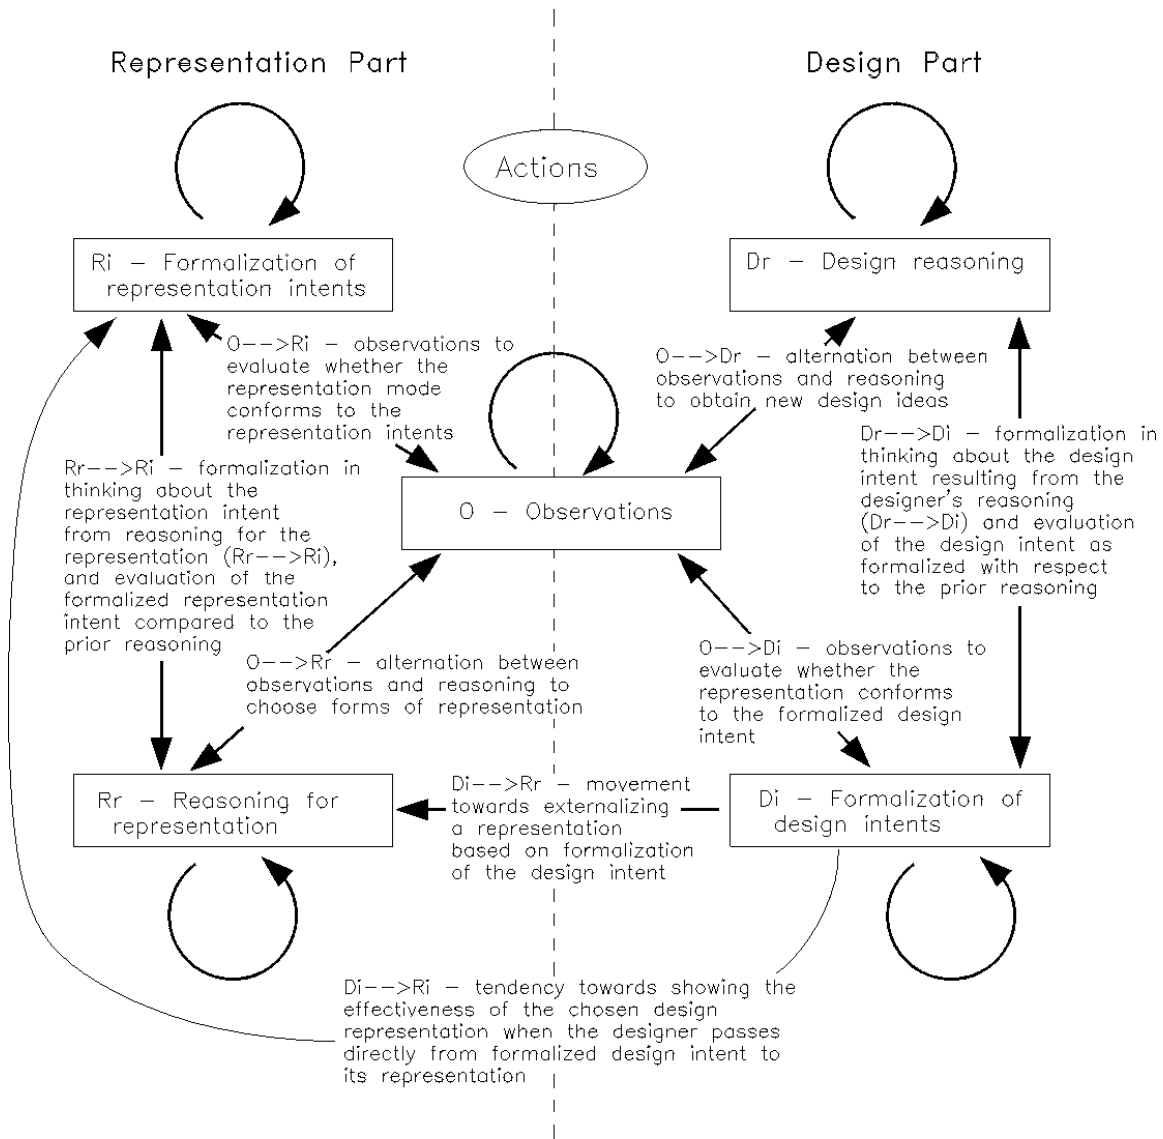 Representation Part
Design Part
Actions
Ri – Formalization of
representation intents
Dr – Design reasoning
O––>Ri – observations to
evaluate whether the
representation mode
conforms to the
representation intents
O––>Dr – alternation between
observations and reasoning
to obtain new design ideas
Rr––>Ri – formalization in
thinking about the
representation intent
from reasoning for the
representation (Rr––>Ri),
and evaluation of the
formalized representation
intent compared to the
prior reasoning
O – Observations
Dr––>Di – formalization in
thinking about the design
intent resulting from the
designer's reasoning
(Dr––>Di) and evaluation
of the design intent as
formalized with respect
to the prior reasoning
O––>Rr – alternation between
observations and reasoning to
choose forms of representation
O––>Di – observations to
evaluate whether the
representation conforms
to the formalized design
intent
Rr – Reasoning for
representation
Di––>Rr – movement
towards externalizing
a representation
based on formalization
of the design intent
Di – Formalization of
design intents
Di––>Ri – tendency towards showing the
effectiveness of the chosen design
representation when the designer passes
directly from formalized design intent to
its representation